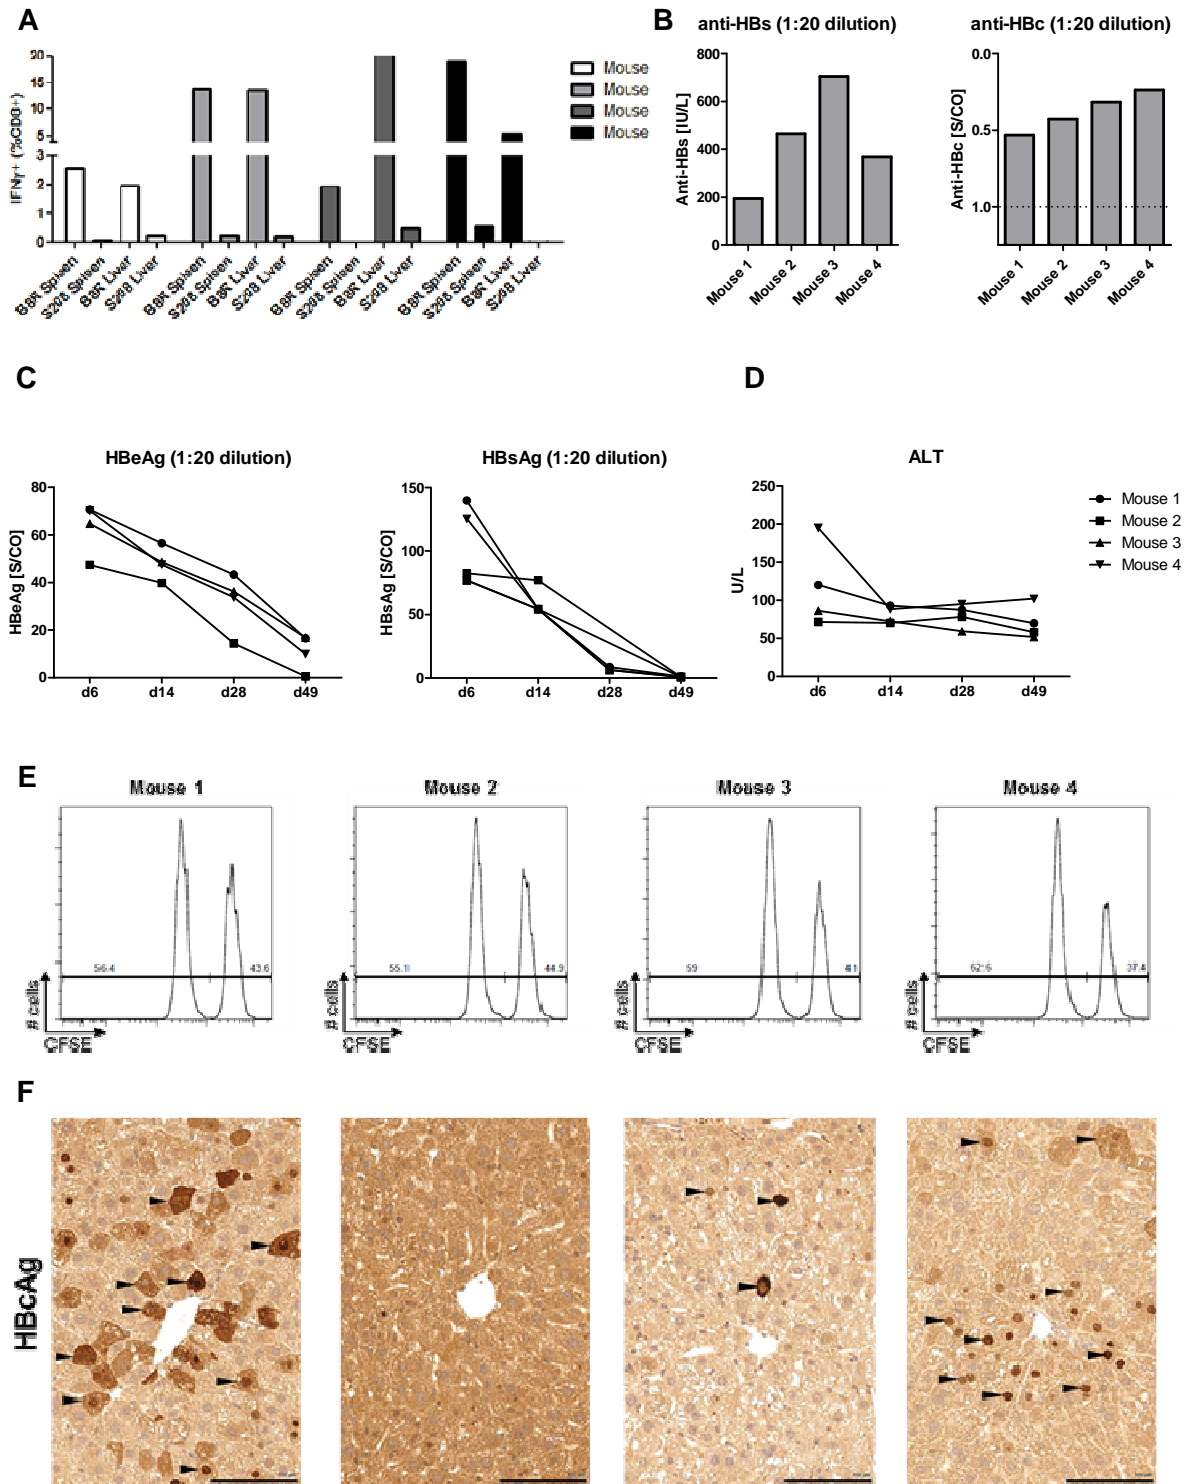 A
IFNγ+ (%CD8+)
20
15
10
5
3
2
1
0
B8R Spleen
S208 Spleen
B8R Liver
S208 Liver
B8R Spleen
S208 Spleen
B8R Liver
S208 Liver
B8R Spleen
S208 Spleen
B8R Liver
S208 Liver
B8R Spleen
S208 Spleen
B8R Liver
S208 Liver
Mouse
Mouse
Mouse
Mouse
B
anti-HBs (1:20 dilution)
Anti-HBs [IU/L]
800
600
400
200
0
Mouse 1
Mouse 2
Mouse 3
Mouse 4
anti-HBc (1:20 dilution)
Anti-HBc [S/CO]
0.0
0.5
1.0
Mouse 1
Mouse 2
Mouse 3
Mouse 4
C
HBeAg (1:20 dilution)
HBeAg [S/CO]
80
60
40
20
0
d6 d14 d28 d49
HBsAg (1:20 dilution)
HBsAg [S/CO]
150
100
50
0
d6 d14 d28 d49
D
ALT
U/L
250
200
150
100
50
0
d6 d14 d28 d49
Mouse 1
Mouse 2
Mouse 3
Mouse 4
E
Mouse 1
56.4 43.6
# cells
CFSE
Mouse 2
55.1 44.9
# cells
CFSE
Mouse 3
59 41
# cells
CFSE
Mouse 4
62.6 37.4
# cells
CFSE
F
HBcAg